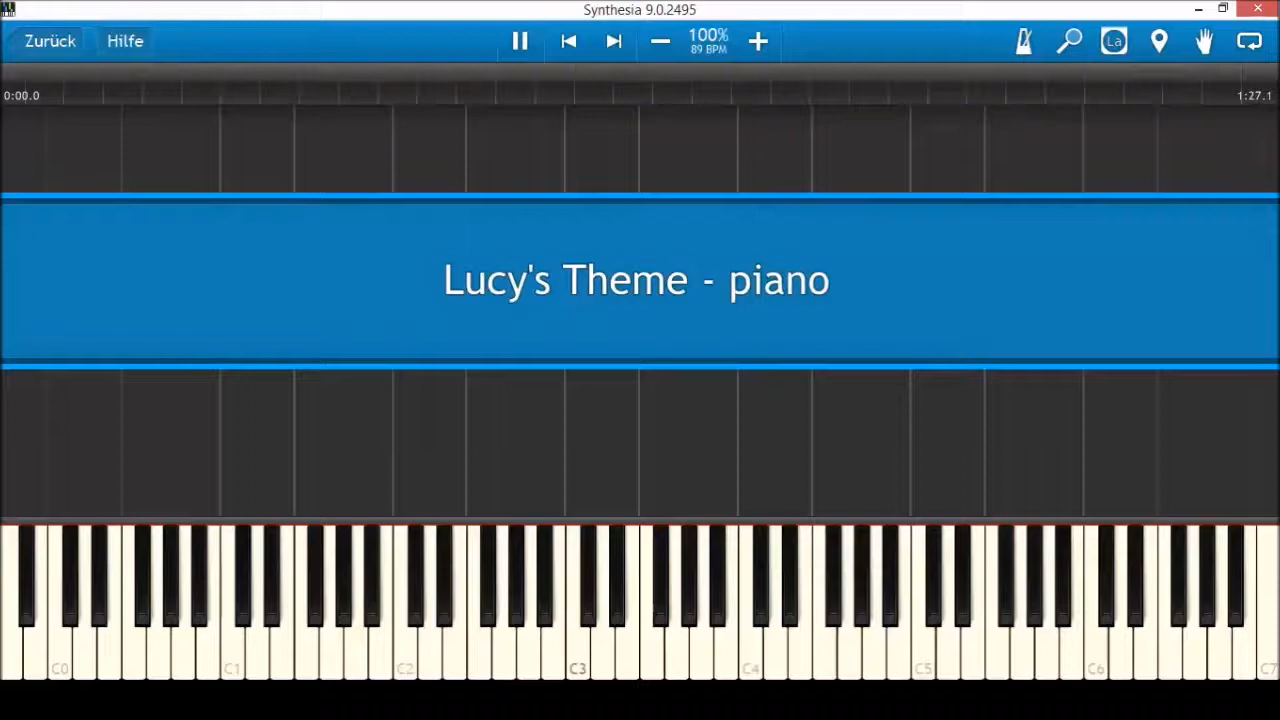 Synthesia 9.0.2495
Zurück Hilfe 100% La
89 BPM
0:00.0 1:27.1
Lucy's Theme - piano
C0 C1 C2 C3 C4 C5 C6 C7